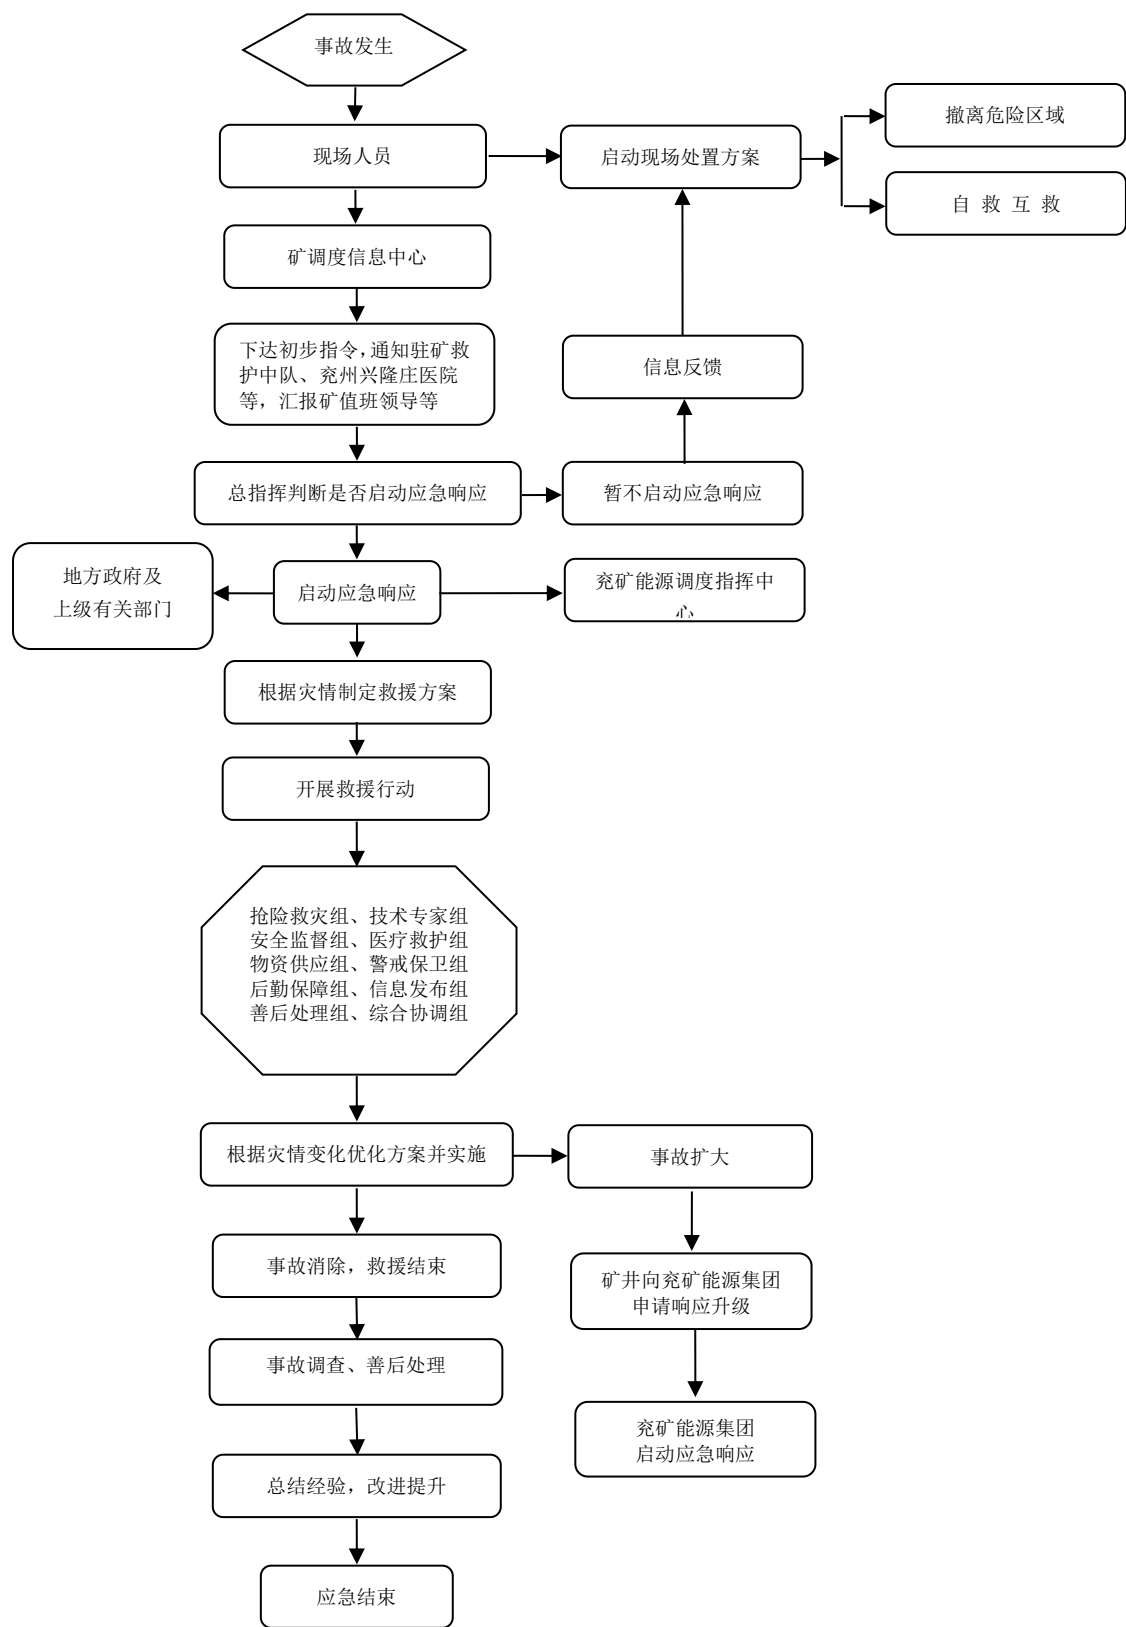 事故发生
现场人员
启动现场处置方案
撤离危险区域
自 救 互 救
矿调度信息中心
下达初步指令，通知驻矿救
护中队、兖州兴隆庄医院
等，汇报矿值班领导等
信息反馈
总指挥判断是否启动应急响应
暂不启动应急响应
地方政府及
上级有关部门
启动应急响应
兖矿能源调度指挥中
心
根据灾情制定救援方案
开展救援行动
抢险救灾组、技术专家组
安全监督组、医疗救护组
物资供应组、警戒保卫组
后勤保障组、信息发布组
善后处理组、综合协调组
根据灾情变化优化方案并实施
事故扩大
事故消除，救援结束
矿井向兖矿能源集团
申请响应升级
事故调查、善后处理
兖矿能源集团
启动应急响应
总结经验，改进提升
应急结束